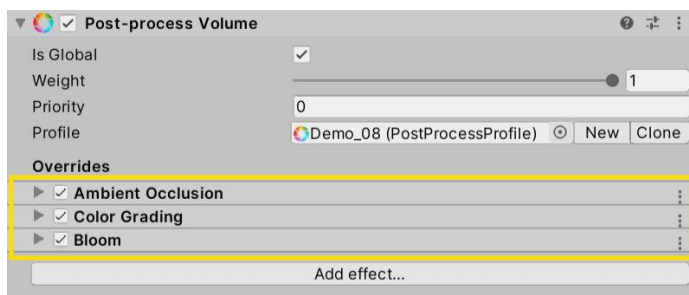 Post-process Volume
Is Global
Weight 1
Priority 0
Profile Demo_08 (PostProcessProfile) New Clone
Overrides
Ambient Occlusion
Color Grading
Bloom
Add effect...